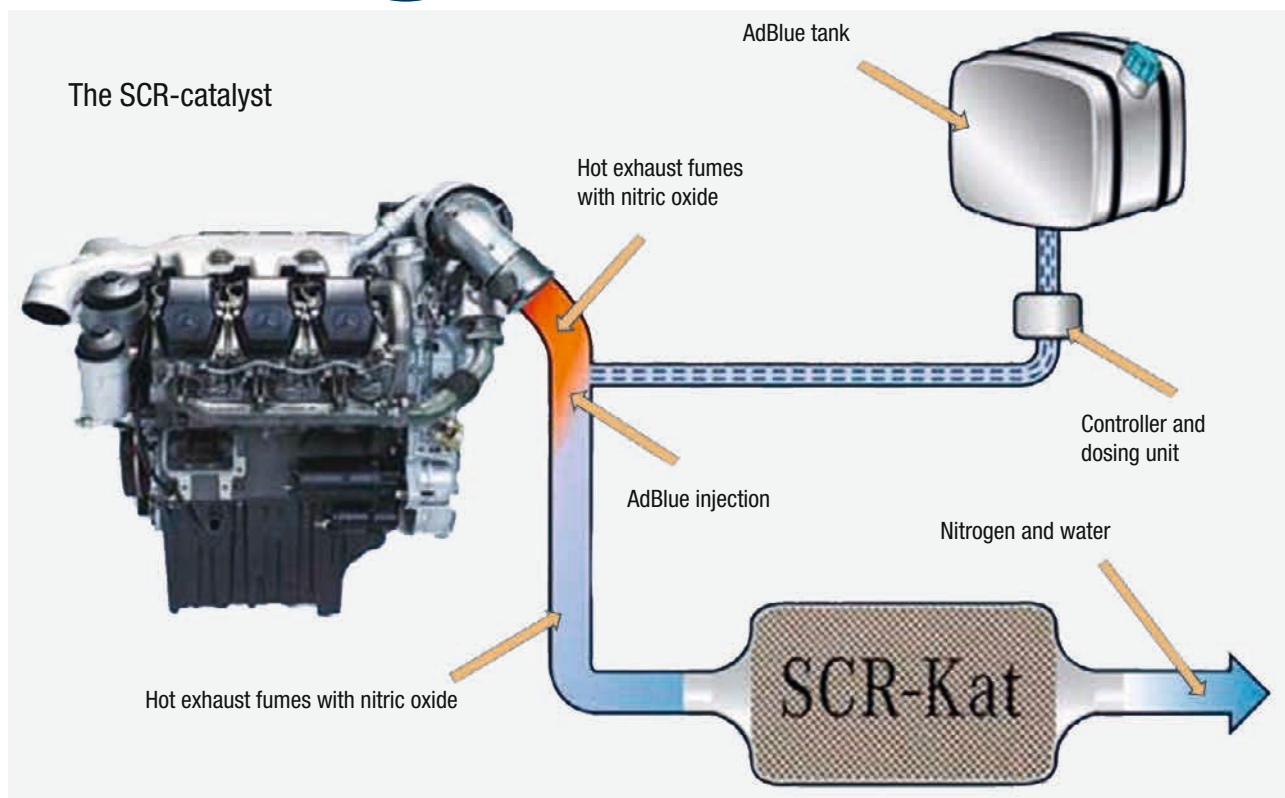 The SCR-catalyst
AdBlue tank
Hot exhaust fumes
with nitric oxide
Controller and
dosing unit
AdBlue injection
Nitrogen and water
Hot exhaust fumes with nitric oxide
SCR-Kat